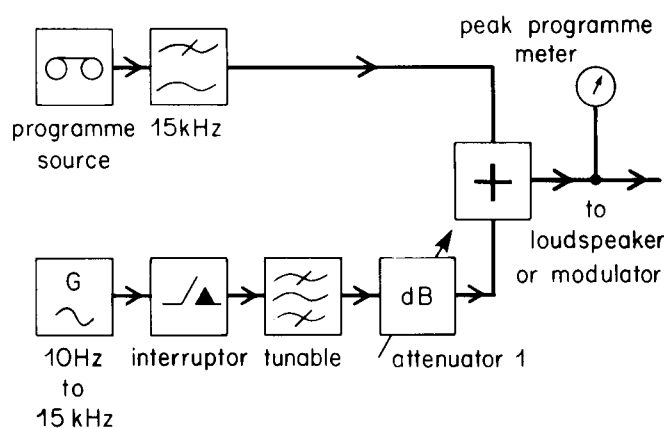 peak programme
meter
programme
source
15kHz
+
to
loudspeaker
or modulator
G
dB
10Hz
to
15 kHz
interruptor
tunable
attenuator 1